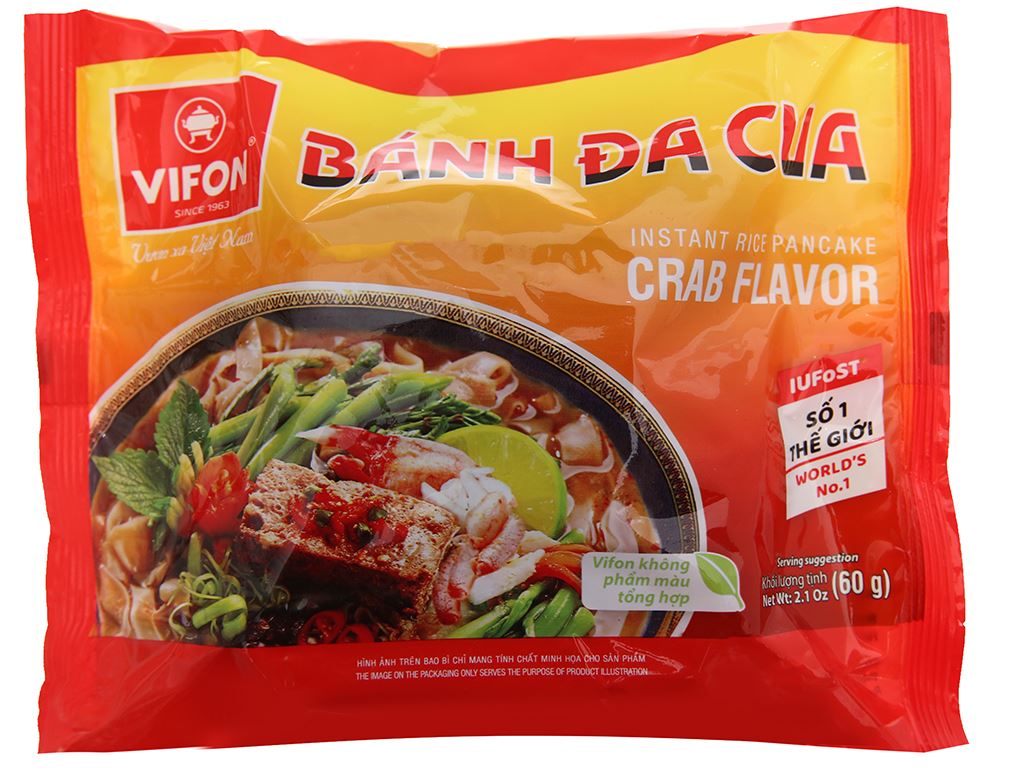 VIFON
®
SINCE 1963
Vươn xa Việt Nam
BÁNH ĐA CUA
INSTANT RICE PANCAKE
CRAB FLAVOR
IUFoST
SỐ 1
THẾ GIỚI
WORLD'S
No.1
Vifon không
phẩm màu
tổng hợp
Serving suggestion
Khối lượng tịnh
Net Wt: 2.1 Oz (60 g)
HÌNH ẢNH TRÊN BAO BÌ CHỈ MANG TÍNH CHẤT MINH HỌA CHO SẢN PHẨM
THE IMAGE ON THE PACKAGING ONLY SERVES THE PURPOSE OF PRODUCT ILLUSTRATION